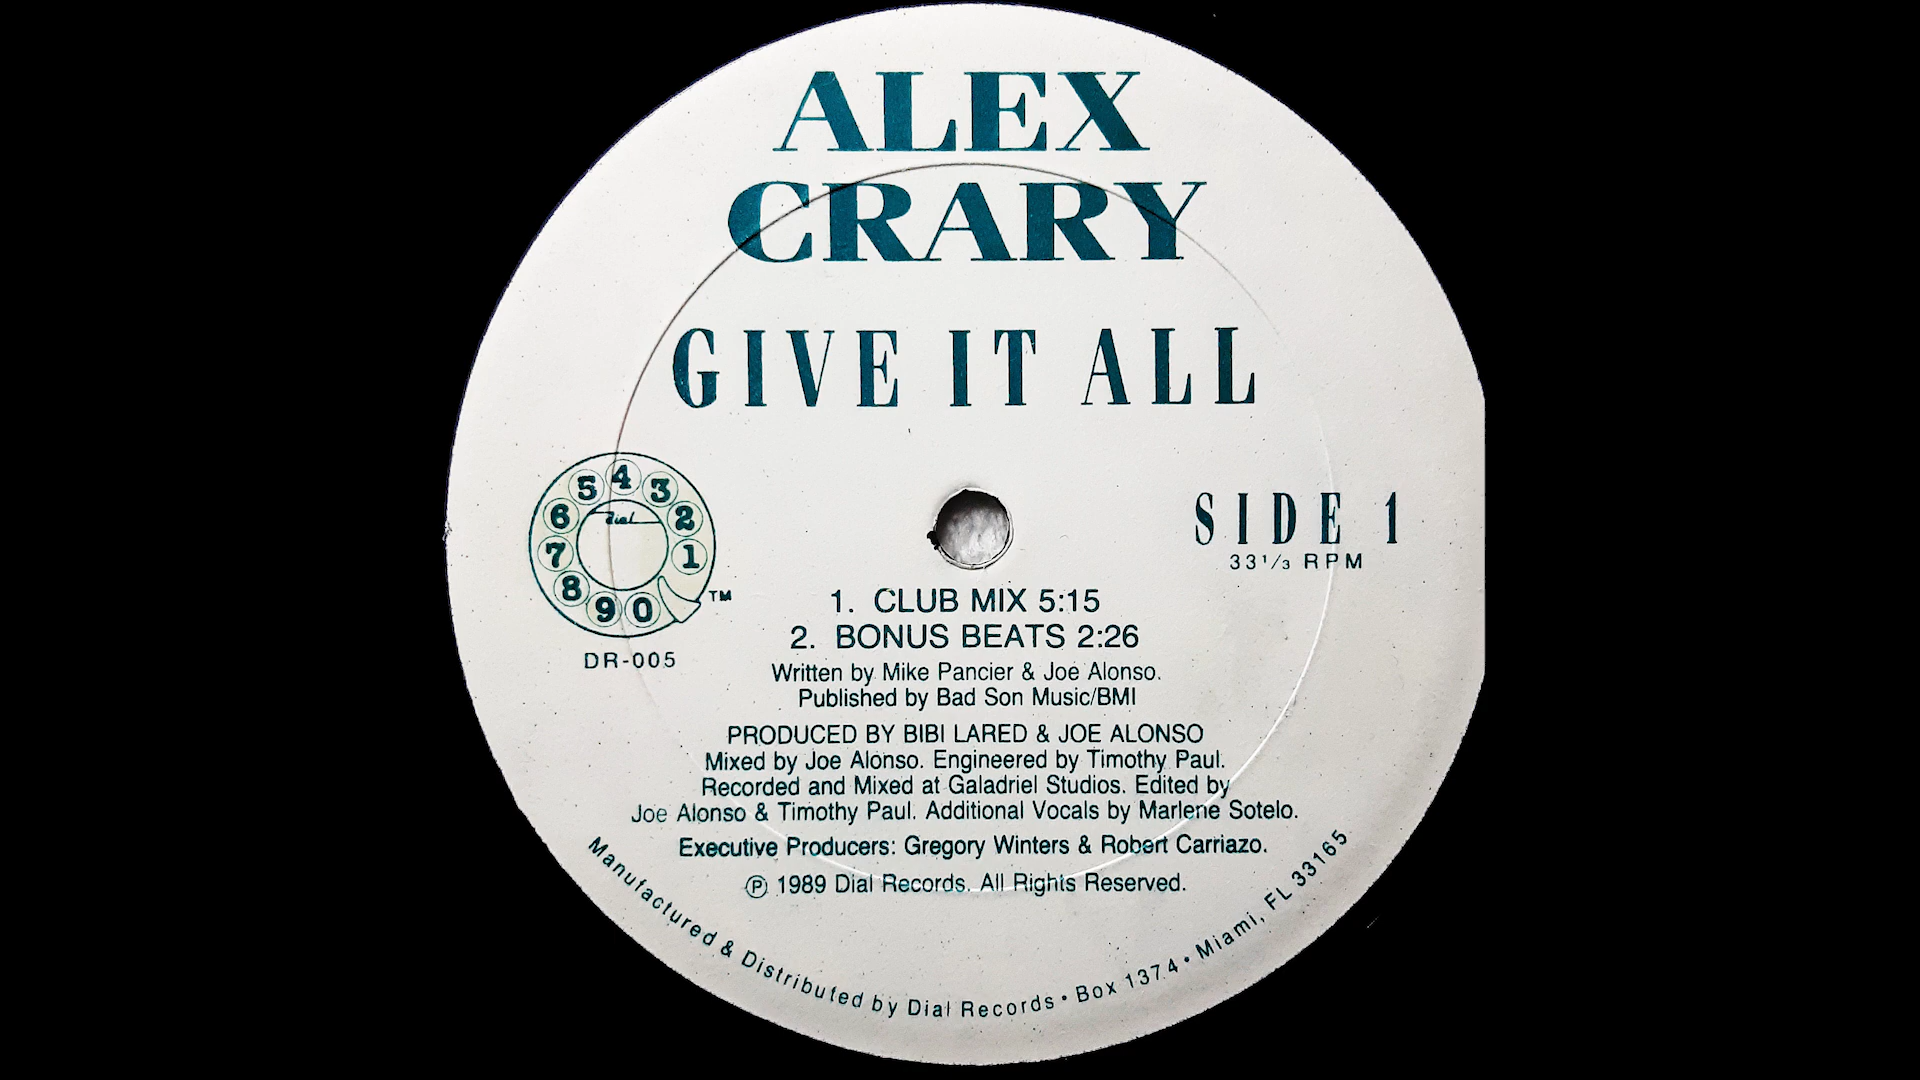 ALEX
CRARY
GIVE IT ALL
5 4 3
6 dial 2
7 1
8 9 0
TM
DR-005
SIDE 1
33 1/3 RPM
1. CLUB MIX 5:15
2. BONUS BEATS 2:26
Written by Mike Pancier & Joe Alonso.
Published by Bad Son Music/BMI
PRODUCED BY BIBI LARED & JOE ALONSO
Mixed by Joe Alonso. Engineered by Timothy Paul.
Recorded and Mixed at Galadriel Studios. Edited by
Joe Alonso & Timothy Paul. Additional Vocals by Marlene Sotelo.
Executive Producers: Gregory Winters & Robert Carriazo.
℗ 1989 Dial Records. All Rights Reserved.
Manufactured & Distributed by Dial Records • Box 1374 • Miami, FL 33165